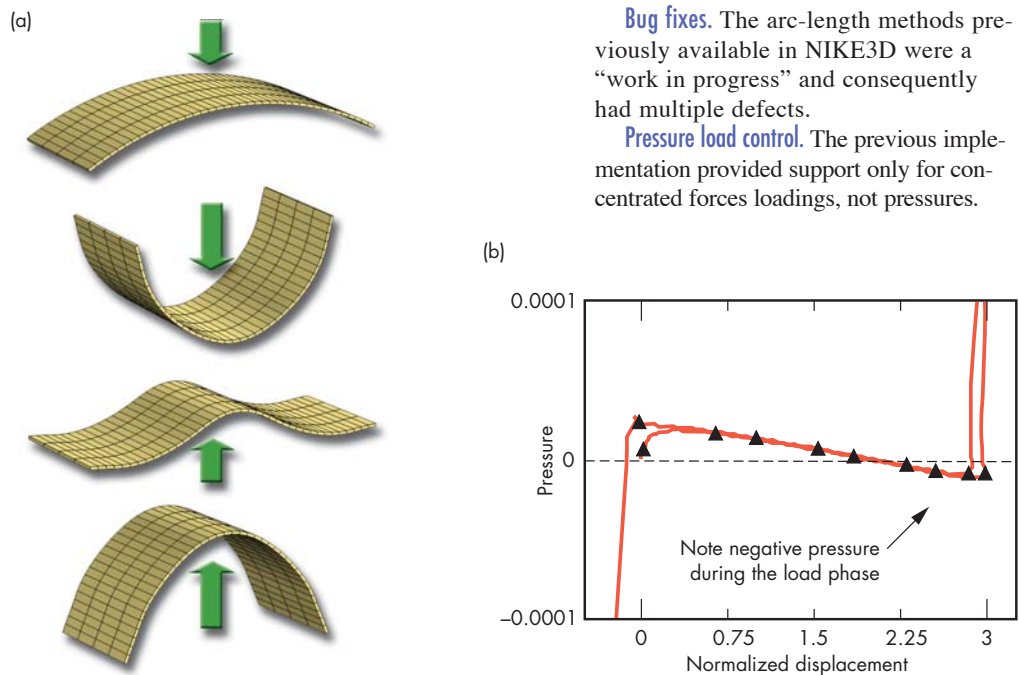 (a)
Bug fixes. The arc-length methods pre-
viously available in NIKE3D were a
“work in progress” and consequently
had multiple defects.
Pressure load control. The previous imple-
mentation provided support only for con-
centrated forces loadings, not pressures.
(b)
0.0001
Pressure
0
Note negative pressure
during the load phase
–0.0001
0 0.75 1.5 2.25 3
Normalized displacement